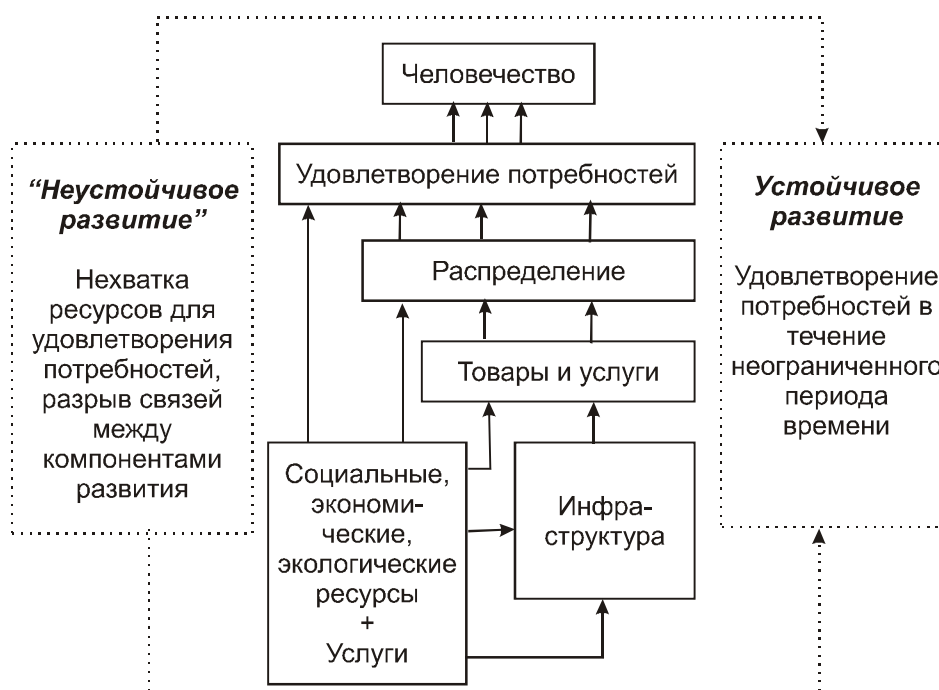 Человечество
Удовлетворение потребностей
“Неустойчивое
развитие”
Нехватка
ресурсов для
удовлетворения
потребностей,
разрыв связей
между
компонентами
развития
Распределение
Товары и услуги
Социальные,
экономи-
ческие,
экологические
ресурсы
+
Услуги
Инфра-
структура
Устойчивое
развитие
Удовлетворение
потребностей в
течение
неограниченного
периода
времени